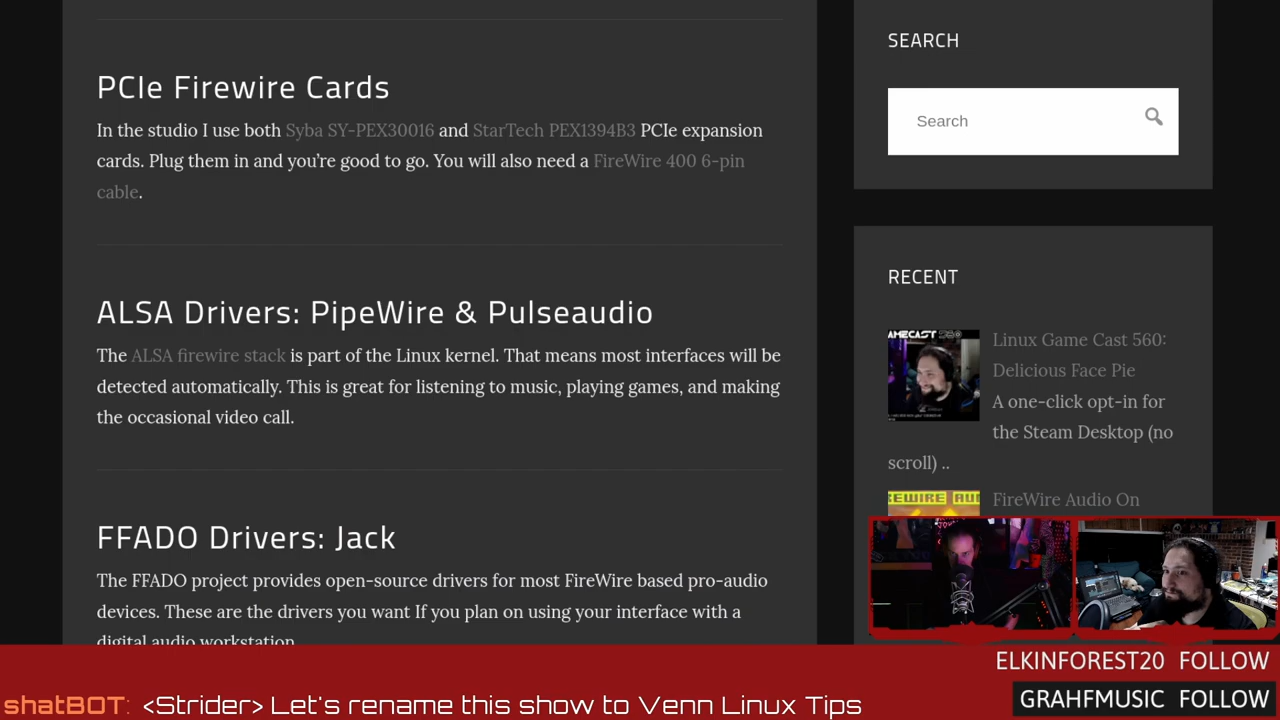 PCIe Firewire Cards
In the studio I use both Syba SY-PEX30016 and StarTech PEX1394B3 PCIe expansion
cards. Plug them in and you're good to go. You will also need a FireWire 400 6-pin
cable.
ALSA Drivers: PipeWire & Pulseaudio
The ALSA firewire stack is part of the Linux kernel. That means most interfaces will be
detected automatically. This is great for listening to music, playing games, and making
the occasional video call.
FFADO Drivers: Jack
The FFADO project provides open-source drivers for most FireWire based pro-audio
devices. These are the drivers you want If you plan on using your interface with a
digital audio workstation
SEARCH
Search
RECENT
Linux Game Cast 560:
Delicious Face Pie
A one-click opt-in for
the Steam Desktop (no
scroll) ..
FireWire Audio On
ELKINFOREST20 FOLLOW
GRAHFMUSIC FOLLOW
shatBOT: <Strider> Let's rename this show to Venn Linux Tips